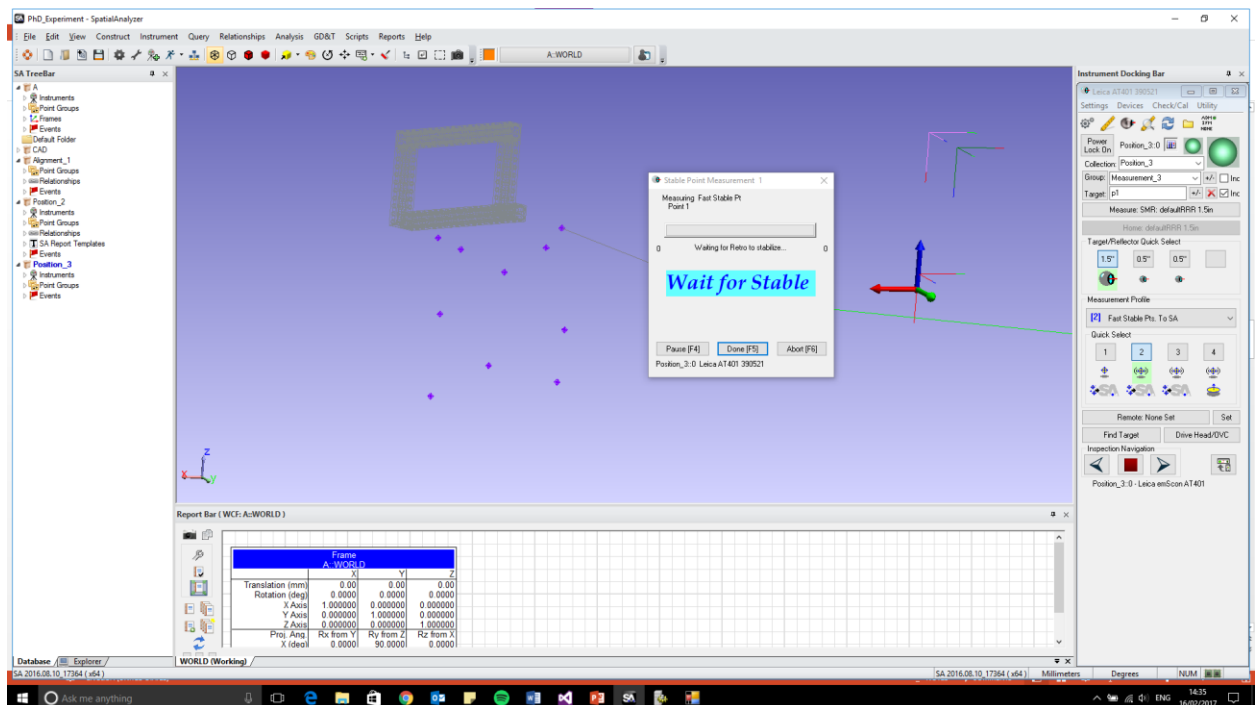 PhD_Experiment - SpatialAnalyzer
File Edit View Construct Instrument Query Relationships Analysis GD&T Scripts Reports Help
A::WORLD
SA TreeBar
A
Instruments
Point Groups
Frames
Events
Default Folder
CAD
Alignment_1
Point Groups
Relationships
Events
Position_2
Instruments
Point Groups
Relationships
SA Report Templates
Events
Position_3
Instruments
Point Groups
Events
Database
Explorer
Z
X
Y
Stable Point Measurement 1
Measuring Fast Stable Pt
Point 1
0 Waiting for Retro to stabilize... 0
Wait for Stable
Pause [F4] Done [F5] Abort [F6]
Position_3::0 Leica AT401 390521
Report Bar ( WCF: A::WORLD )
Frame
A::WORLD
X Y Z
Translation (mm) 0.00 0.00 0.00
Rotation (deg) 0.0000 0.0000 0.0000
X Axis 1.000000 0.000000 0.000000
Y Axis 0.000000 1.000000 0.000000
Z Axis 0.000000 0.000000 1.000000
Proj. Ang. Rx from Y Ry from Z Rz from X
X (deg) 0.0000 90.0000 0.0000
WORLD (Working)
Instrument Docking Bar
Leica AT401 390521
Settings Devices Check/Cal Utility
Power Lock On
Position_3::0
Collection: Position_3
Group: Measurement_3 +/- Inc
Target: p1 +/- Inc
Measure: SMR: defaultRRR 1.5in
Home: defaultRRR 1.5in
Target/Reflector Quick Select
1.5" 0.5" 0.5"
Measurement Profile
[2] Fast Stable Pts. To SA
Quick Select
1 2 3 4
SA SA SA
Remote: None Set Set
Find Target Drive Head/OVC
Inspection Navigation
Position_3::0 - Leica emScon AT401
SA 2016.08.10_17364 ( x64 )
SA 2016.08.10_17364 ( x64 ) Millimeters Degrees NUM
Ask me anything
ENG
14:35
16/02/2017